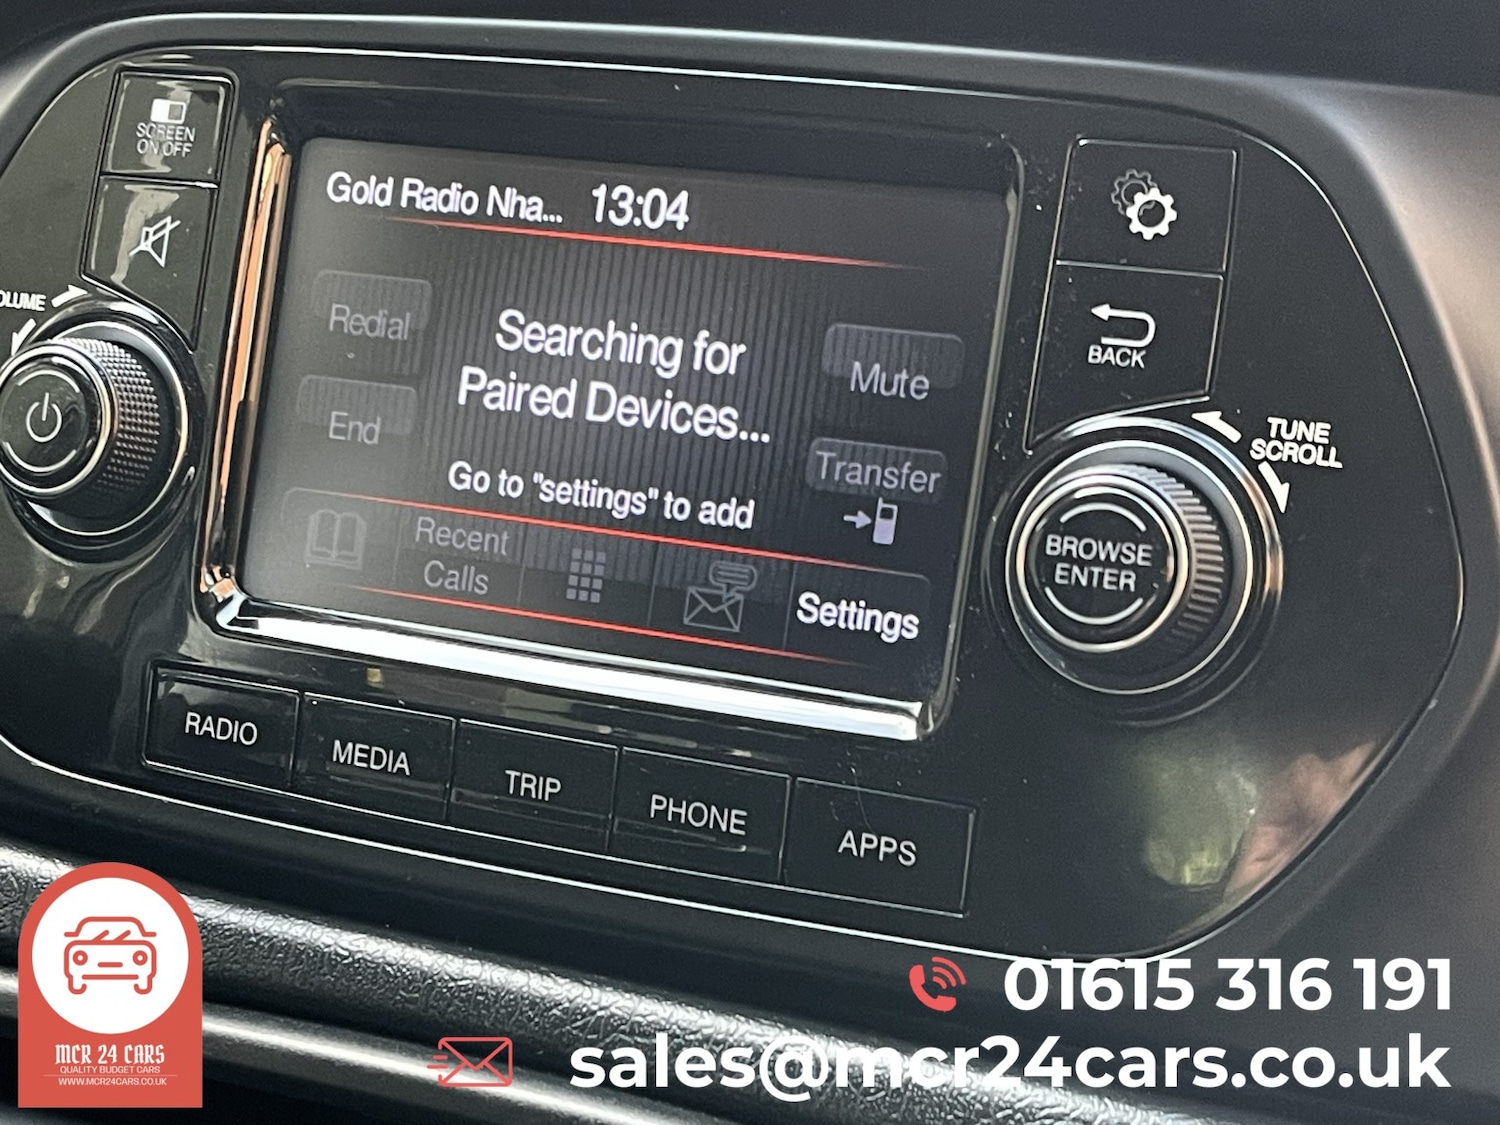 SCREEN
ON OFF
Gold Radio Nha... 13:04
Redial
Searching for
Paired Devices...
Mute
End
Transfer
Go to "settings" to add
Recent
Calls
Settings
BACK
TUNE
SCROLL
BROWSE
ENTER
RADIO
MEDIA
TRIP
PHONE
APPS
MCR 24 CARS
QUALITY BUDGET CARS
WWW.MCR24CARS.CO.UK
01615 316 191
sales@mcr24cars.co.uk